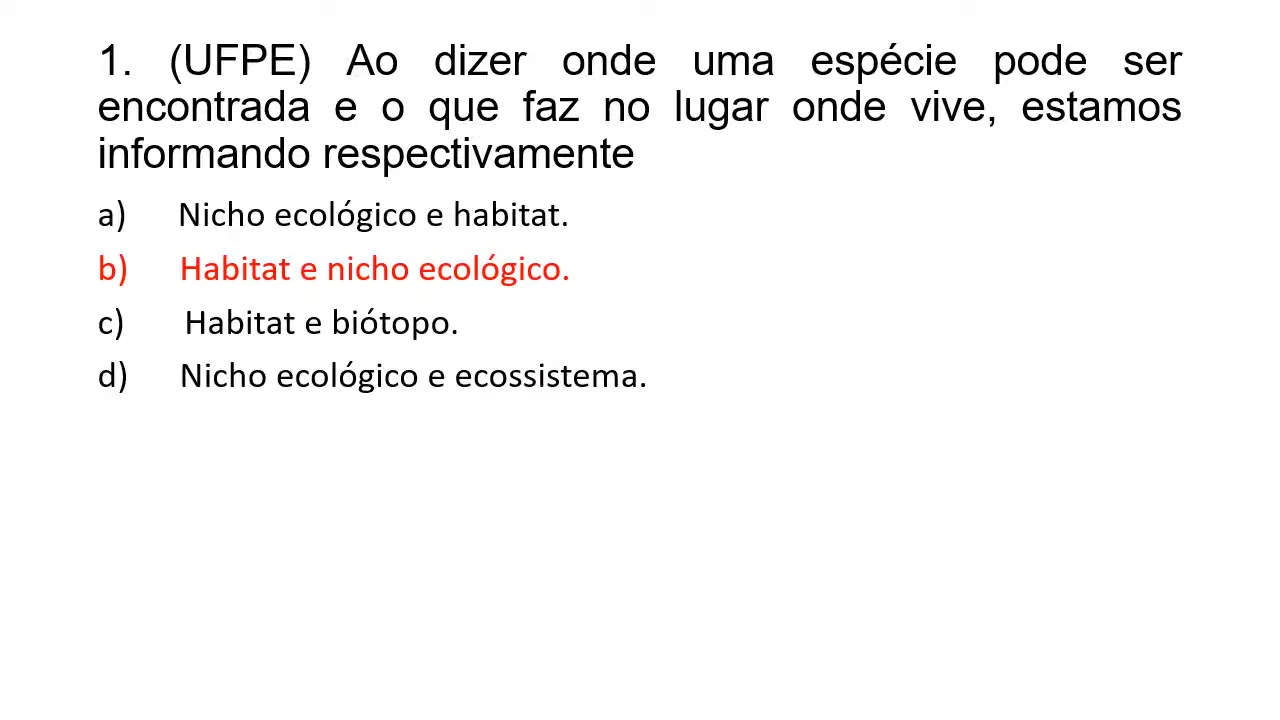 1. (UFPE) Ao dizer onde uma espécie pode ser
encontrada e o que faz no lugar onde vive, estamos
informando respectivamente
a) Nicho ecológico e habitat.
b) Habitat e nicho ecológico.
c) Habitat e biótopo.
d) Nicho ecológico e ecossistema.